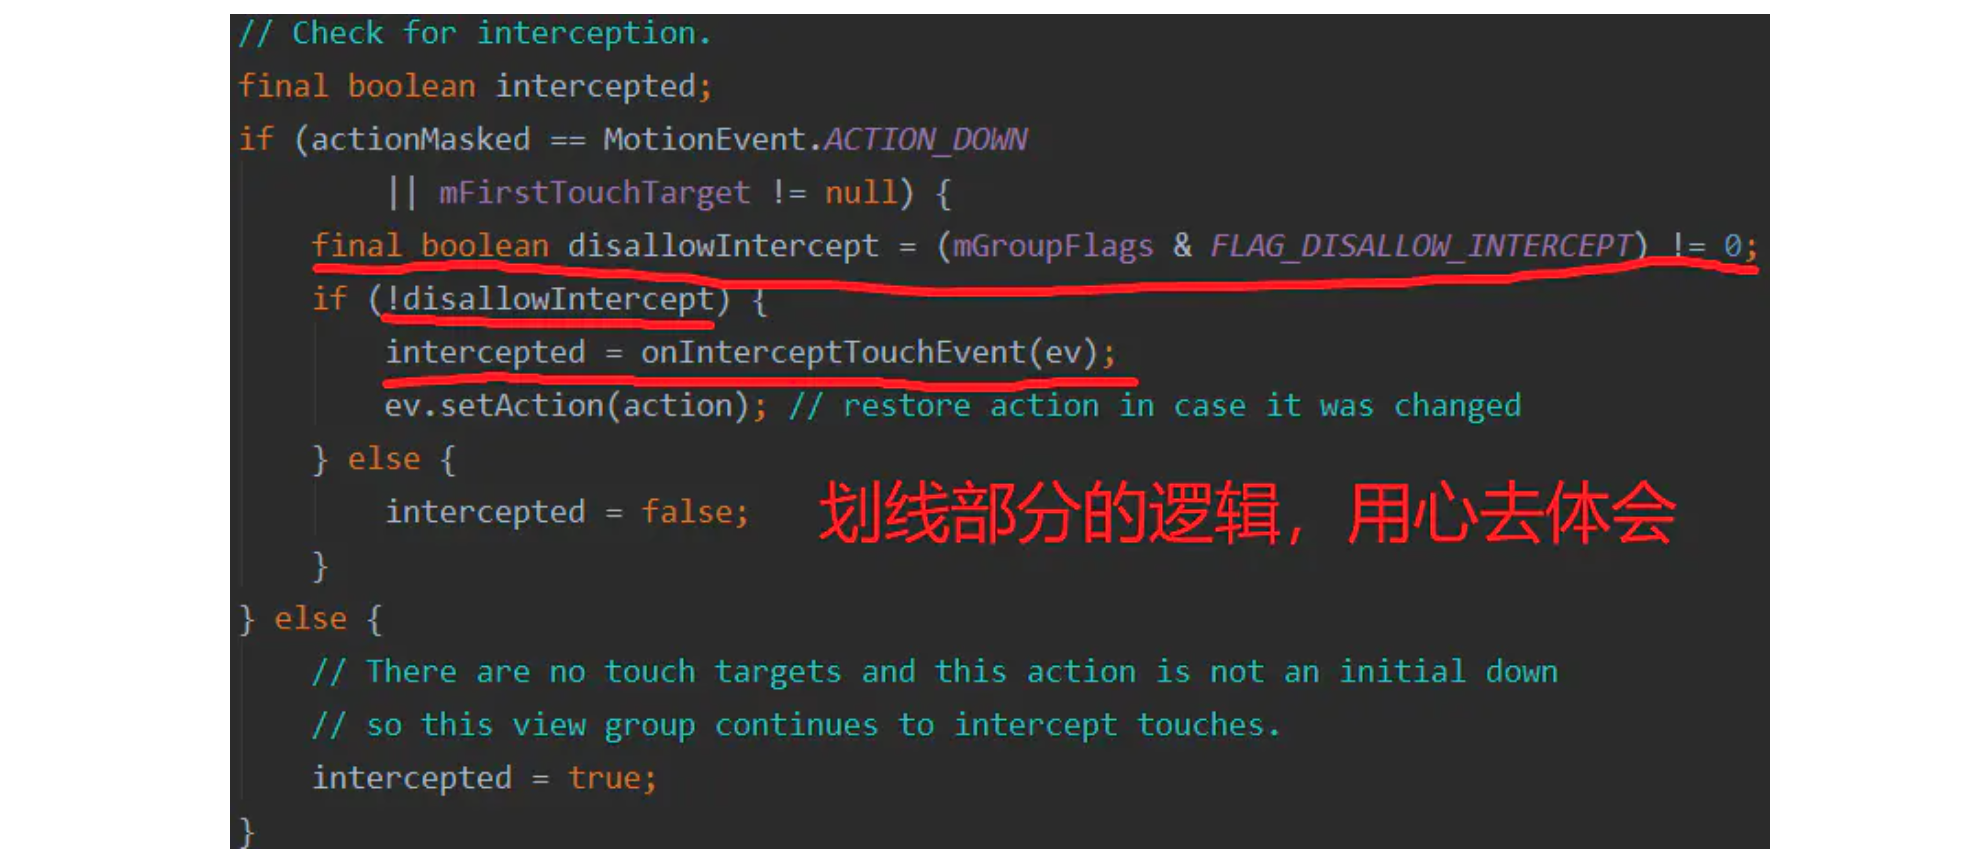 // Check for interception.
final boolean intercepted;
if (actionMasked == MotionEvent.ACTION_DOWN
        || mFirstTouchTarget != null) {
    final boolean disallowIntercept = (mGroupFlags & FLAG_DISALLOW_INTERCEPT) != 0;
    if (!disallowIntercept) {
        intercepted = onInterceptTouchEvent(ev);
        ev.setAction(action); // restore action in case it was changed
    } else {
        intercepted = false;
划线部分的逻辑，用心去体会
    }
} else {
    // There are no touch targets and this action is not an initial down
    // so this view group continues to intercept touches.
    intercepted = true;
}